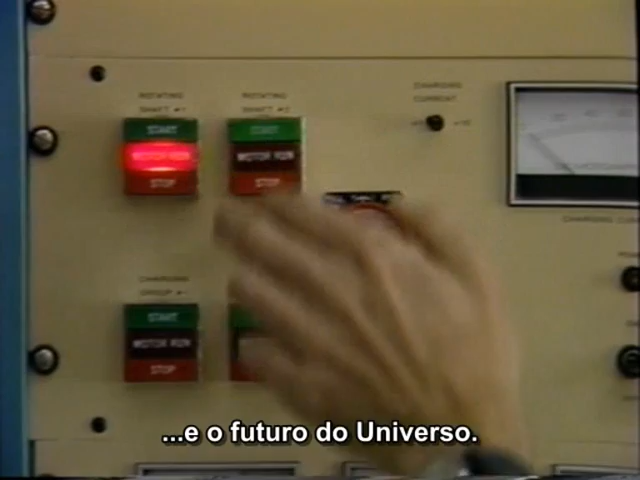 ROTATING
SHAFT #1
ROTATING
SHAFT #2
CHARGING
CURRENT
START
MOTOR RUN
STOP
START
MOTOR RUN
STOP
CHARGING
GROUP #1
START
MOTOR RUN
STOP
...e o futuro do Universo.